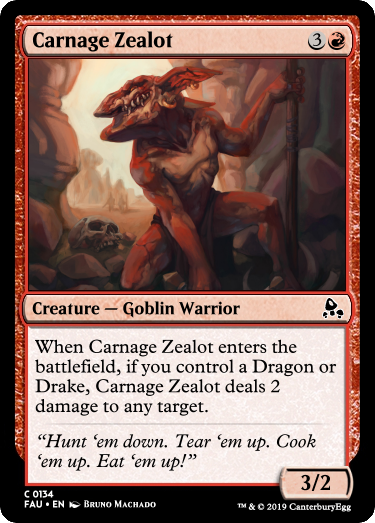 Carnage Zealot 3
Creature — Goblin Warrior
When Carnage Zealot enters the
battlefield, if you control a Dragon or
Drake, Carnage Zealot deals 2
damage to any target.
“Hunt ‘em down. Tear ‘em up. Cook
‘em up. Eat ‘em up!”
3/2
C 0134
FAU • EN Bruno Machado
™ & © 2019 CanterburyEgg